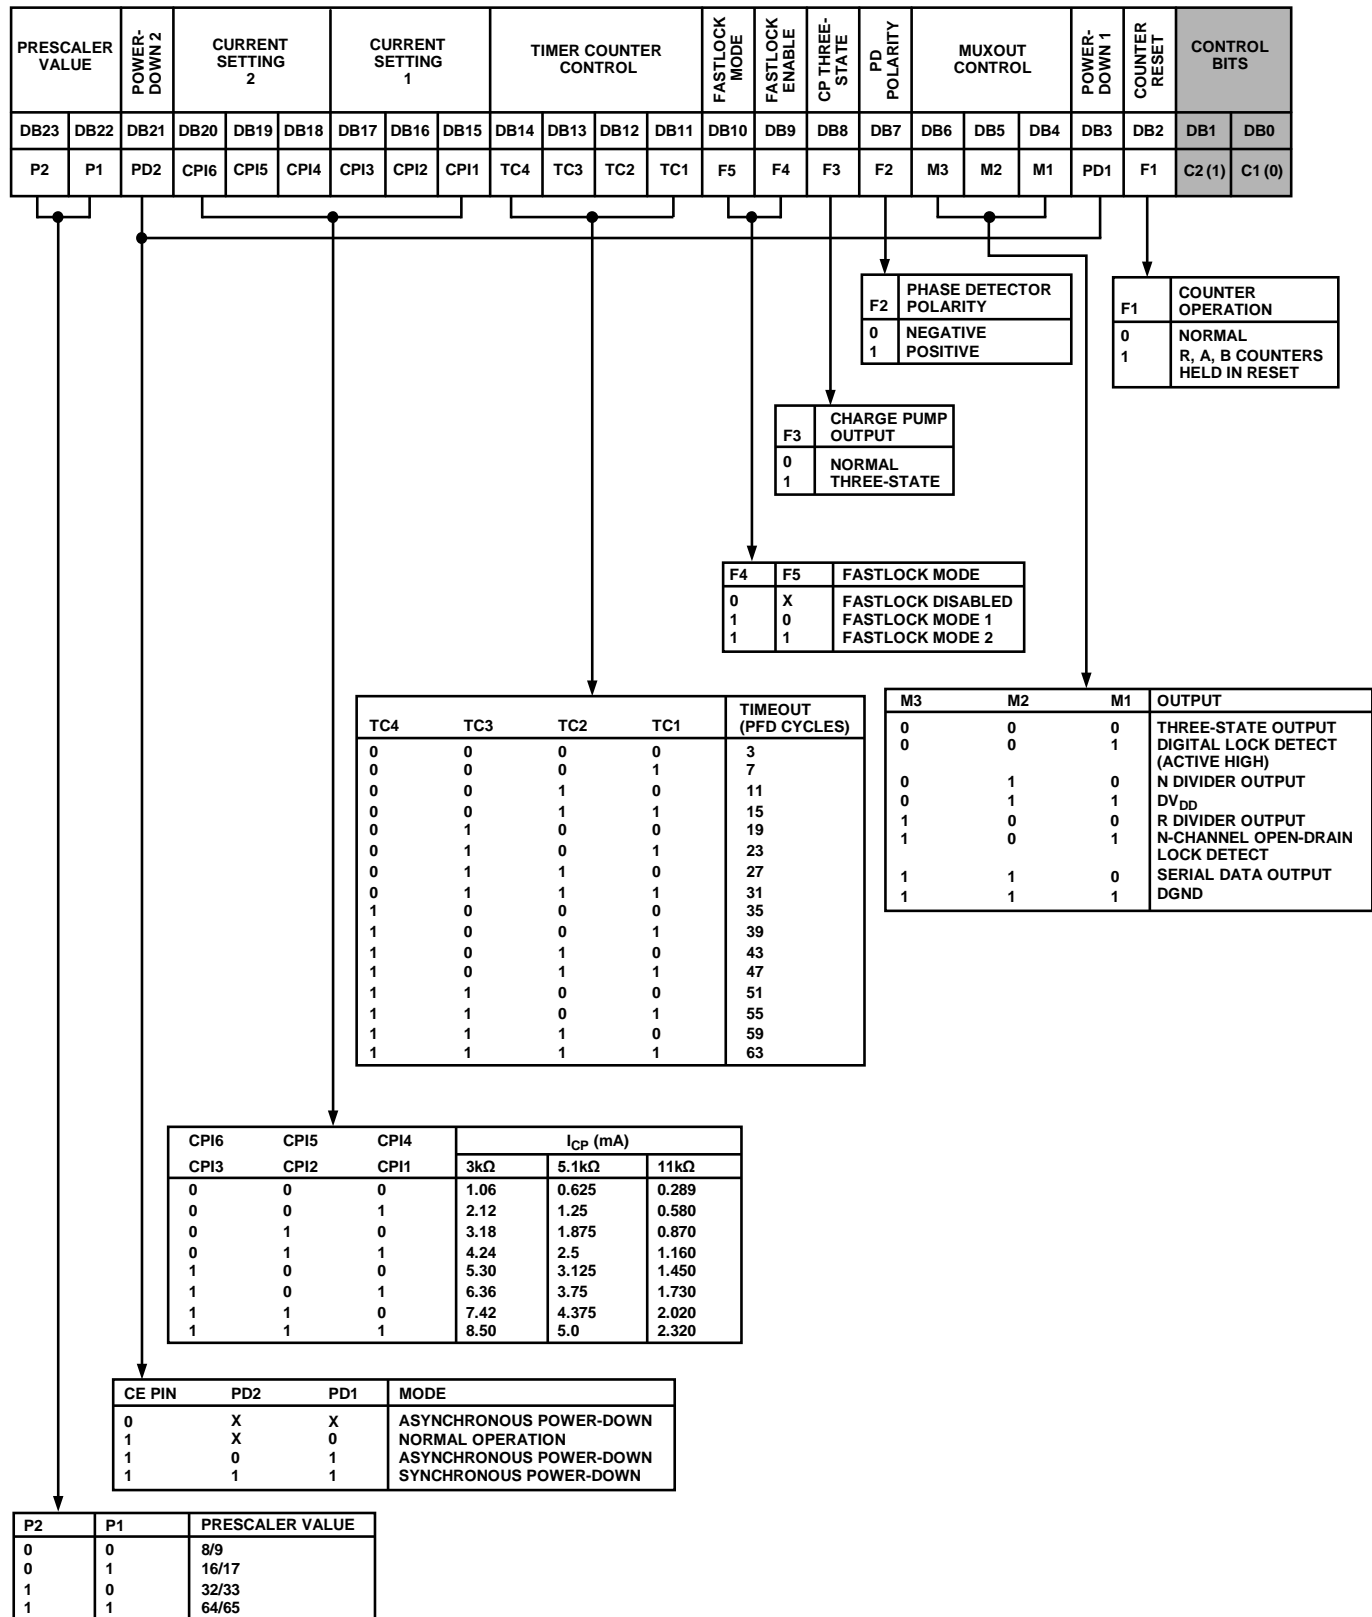 PRESCALER VALUE
POWER-DOWN 2
CURRENT SETTING 2
CURRENT SETTING 1
TIMER COUNTER CONTROL
FASTLOCK MODE
FASTLOCK ENABLE
CP THREE-STATE
PD POLARITY
MUXOUT CONTROL
POWER-DOWN 1
COUNTER RESET
CONTROL BITS
DB23 DB22 DB21 DB20 DB19 DB18 DB17 DB16 DB15 DB14 DB13 DB12 DB11 DB10 DB9 DB8 DB7 DB6 DB5 DB4 DB3 DB2 DB1 DB0
P2 P1 PD2 CPI6 CPI5 CPI4 CPI3 CPI2 CPI1 TC4 TC3 TC2 TC1 F5 F4 F3 F2 M3 M2 M1 PD1 F1 C2 (1) C1 (0)
F2 PHASE DETECTOR POLARITY
0 NEGATIVE
1 POSITIVE
F1 COUNTER OPERATION
0 NORMAL
1 R, A, B COUNTERS
HELD IN RESET
F3 CHARGE PUMP OUTPUT
0 NORMAL
1 THREE-STATE
F4 F5 FASTLOCK MODE
0 X FASTLOCK DISABLED
1 0 FASTLOCK MODE 1
1 1 FASTLOCK MODE 2
TC4 TC3 TC2 TC1 TIMEOUT (PFD CYCLES)
0 0 0 0 3
0 0 0 1 7
0 0 1 0 11
0 0 1 1 15
0 1 0 0 19
0 1 0 1 23
0 1 1 0 27
0 1 1 1 31
1 0 0 0 35
1 0 0 1 39
1 0 1 0 43
1 0 1 1 47
1 1 0 0 51
1 1 0 1 55
1 1 1 0 59
1 1 1 1 63
M3 M2 M1 OUTPUT
0 0 0 THREE-STATE OUTPUT
0 0 1 DIGITAL LOCK DETECT
(ACTIVE HIGH)
0 1 0 N DIVIDER OUTPUT
0 1 1 DVDD
1 0 0 R DIVIDER OUTPUT
1 0 1 N-CHANNEL OPEN-DRAIN
LOCK DETECT
1 1 0 SERIAL DATA OUTPUT
1 1 1 DGND
CPI6 CPI5 CPI4 ICP (mA)
CPI3 CPI2 CPI1 3kΩ 5.1kΩ 11kΩ
0 0 0 1.06 0.625 0.289
0 0 1 2.12 1.25 0.580
0 1 0 3.18 1.875 0.870
0 1 1 4.24 2.5 1.160
1 0 0 5.30 3.125 1.450
1 0 1 6.36 3.75 1.730
1 1 0 7.42 4.375 2.020
1 1 1 8.50 5.0 2.320
CE PIN PD2 PD1 MODE
0 X X ASYNCHRONOUS POWER-DOWN
1 X 0 NORMAL OPERATION
1 0 1 ASYNCHRONOUS POWER-DOWN
1 1 1 SYNCHRONOUS POWER-DOWN
P2 P1 PRESCALER VALUE
0 0 8/9
0 1 16/17
1 0 32/33
1 1 64/65